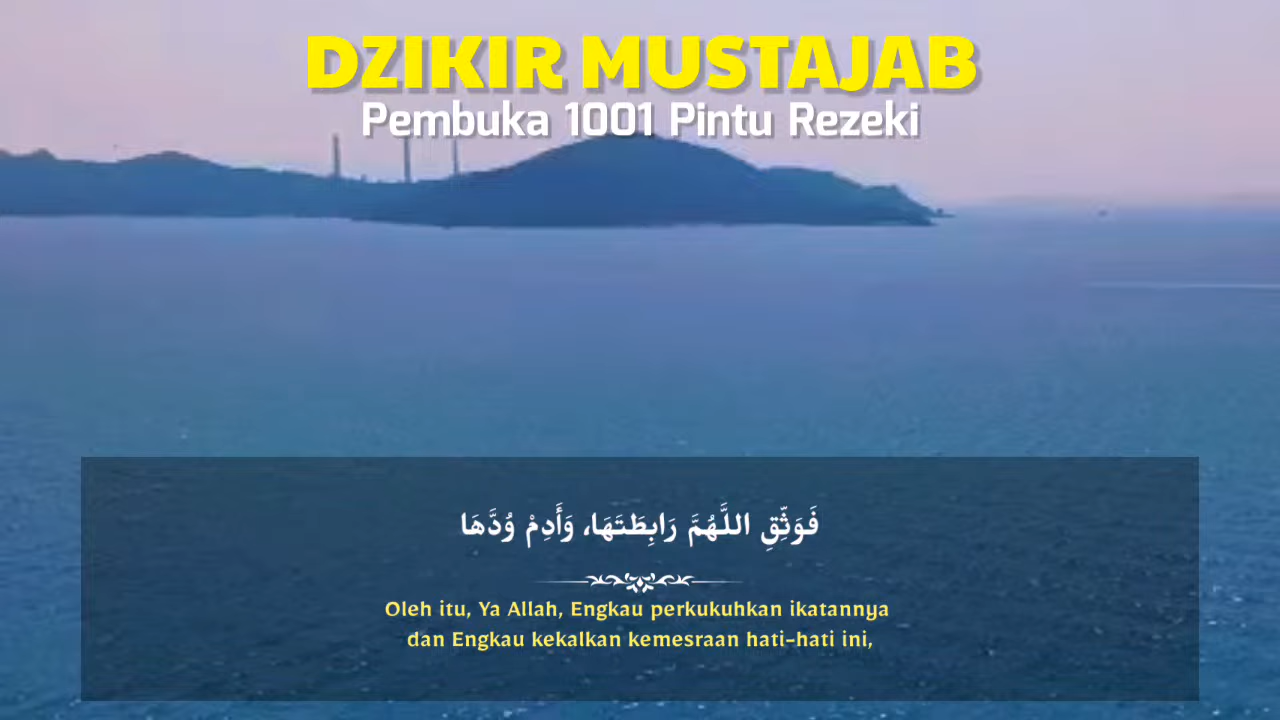 DZIKIR MUSTAJAB
Pembuka 1001 Pintu Rezeki
فَوَثِّقِ اللَّهُمَّ رَابِطَتَهَا، وَأَدِمْ وُدَّهَا
Oleh itu, Ya Allah, Engkau perkukuhkan ikatannya
dan Engkau kekalkan kemesraan hati-hati ini,